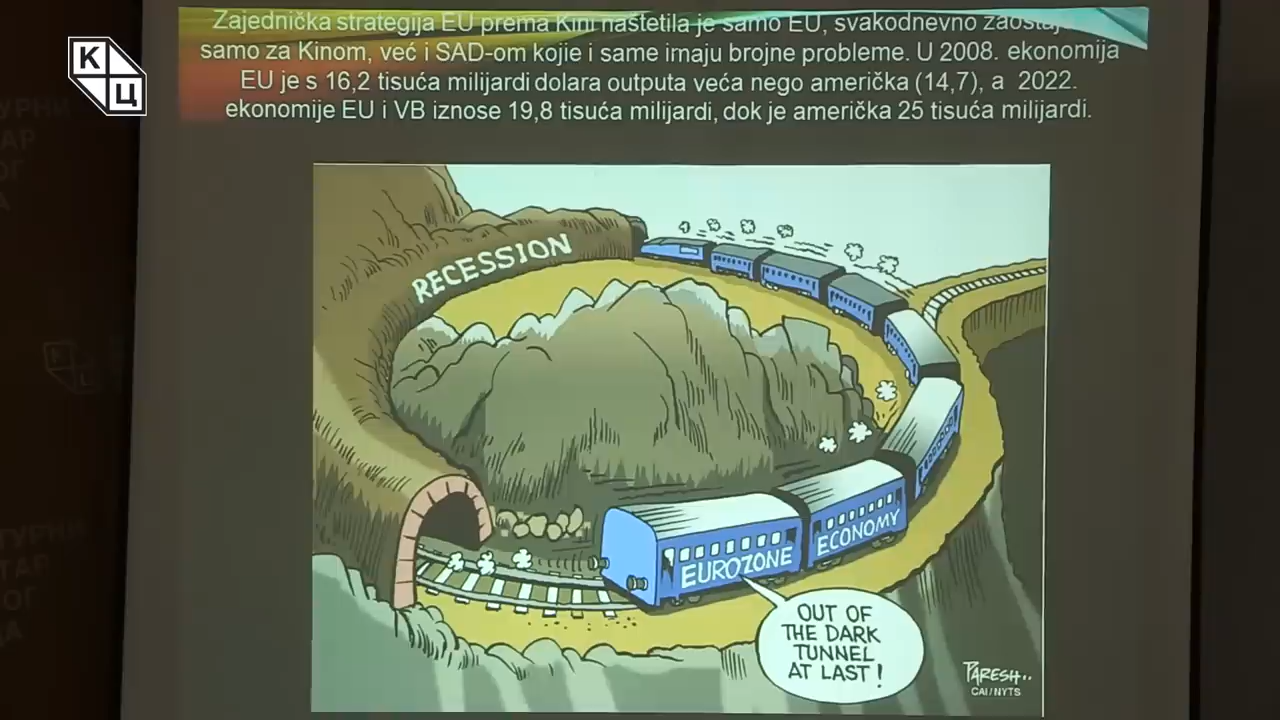 Zajednička strategija EU prema Kini naštetila je samo EU, svakodnevno
samo za Kinom, već i SAD-om kojie i same imaju brojne probleme. U 2008. ekonomija
EU je s 16,2 tisuća milijardi dolara outputa veća nego američka (14,7), a 2022.
ekonomije EU i VB iznose 19,8 tisuća milijardi, dok je američka 25 tisuća milijardi.
К
Ц
RECESSION
EUROZONE
ECONOMY
OUT OF
THE DARK
TUNNEL
AT LAST!
PARESH..
CAI/NYTS